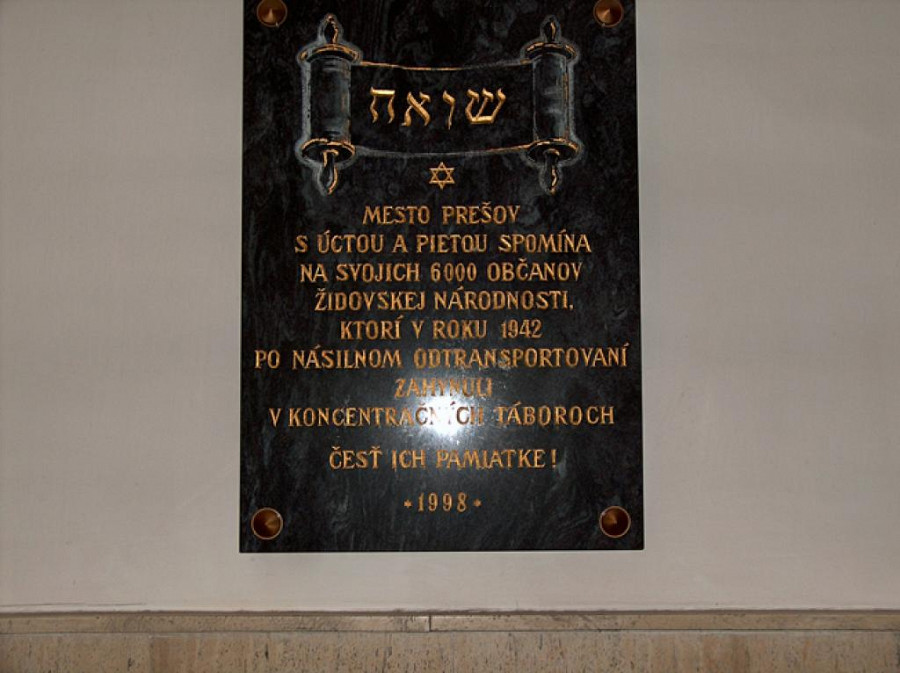 שואה
MESTO PREŠOV
S ÚCTOU A PIETOU SPOMÍNA
NA SVOJICH 6000 OBČANOV
ŽIDOVSKEJ NÁRODNOSTI,
KTORÍ V ROKU 1942
PO NÁSILNOM ODTRANSPORTOVANÍ
ZAHYNULI
V KONCENTRAČNÝCH TÁBOROCH
ČESŤ ICH PAMIATKE!
*1998*